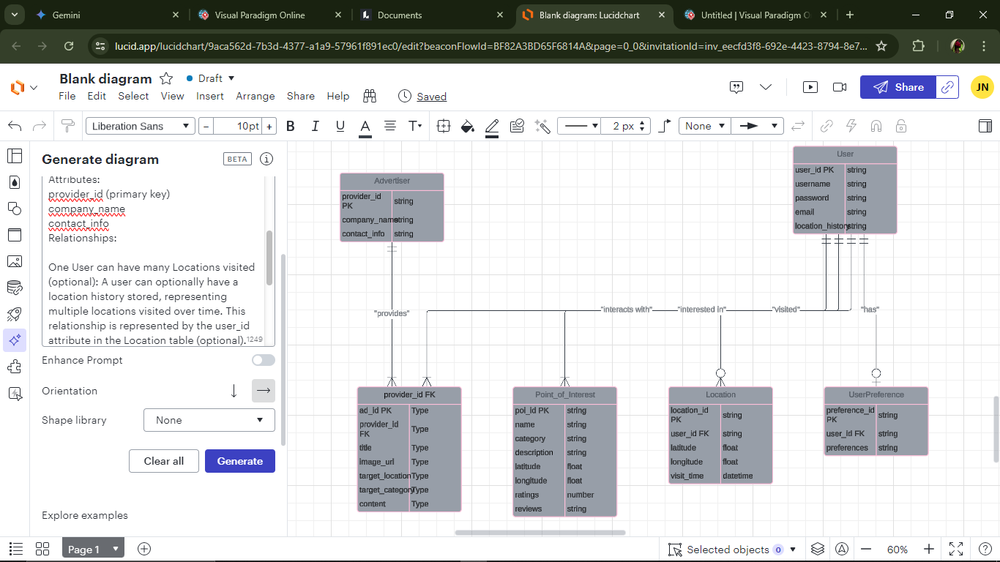 Gemini
Visual Paradigm Online
Documents
Blank diagram: Lucidchart
Untitled | Visual Paradigm O
lucid.app/lucidchart/9aca562d-7b3d-4377-a1a9-57961f891ec0/edit?beaconFlowId=BF82A3BD65F6814A&page=0_0&invitationId=inv_eecfd3f8-692e-4423-8794-8e7...
Blank diagram
Draft
File Edit Select View Insert Arrange Share Help Saved
Share
JN
Liberation Sans
− 10pt +
B I U A T
2 px
None
Generate diagram
BETA
Attributes:
provider_id (primary key)
company_name
contact_info
Relationships:
One User can have many Locations visited
(optional): A user can optionally have a
location history stored, representing
multiple locations visited over time. This
relationship is represented by the user_id
attribute in the Location table (optional).
1249
Enhance Prompt
Orientation
Shape library
None
Clear all
Generate
Explore examples
Advertiser
provider_id PK string
company_name string
contact_info string
User
user_id PK string
username string
password string
email string
location_history string
"provides"
"interacts with"
"interested in"
"visited"
"has"
provider_id FK
ad_id PK Type
provider_id FK Type
title Type
image_url Type
target_location Type
target_category Type
content Type
Point_of_Interest
poi_id PK string
name string
category string
description string
latitude float
longitude float
ratings number
reviews string
Location
location_id PK string
user_id FK string
latitude float
longitude float
visit_time datetime
UserPreference
preference_id PK string
user_id FK string
preferences string
Page 1
Selected objects 0
60%